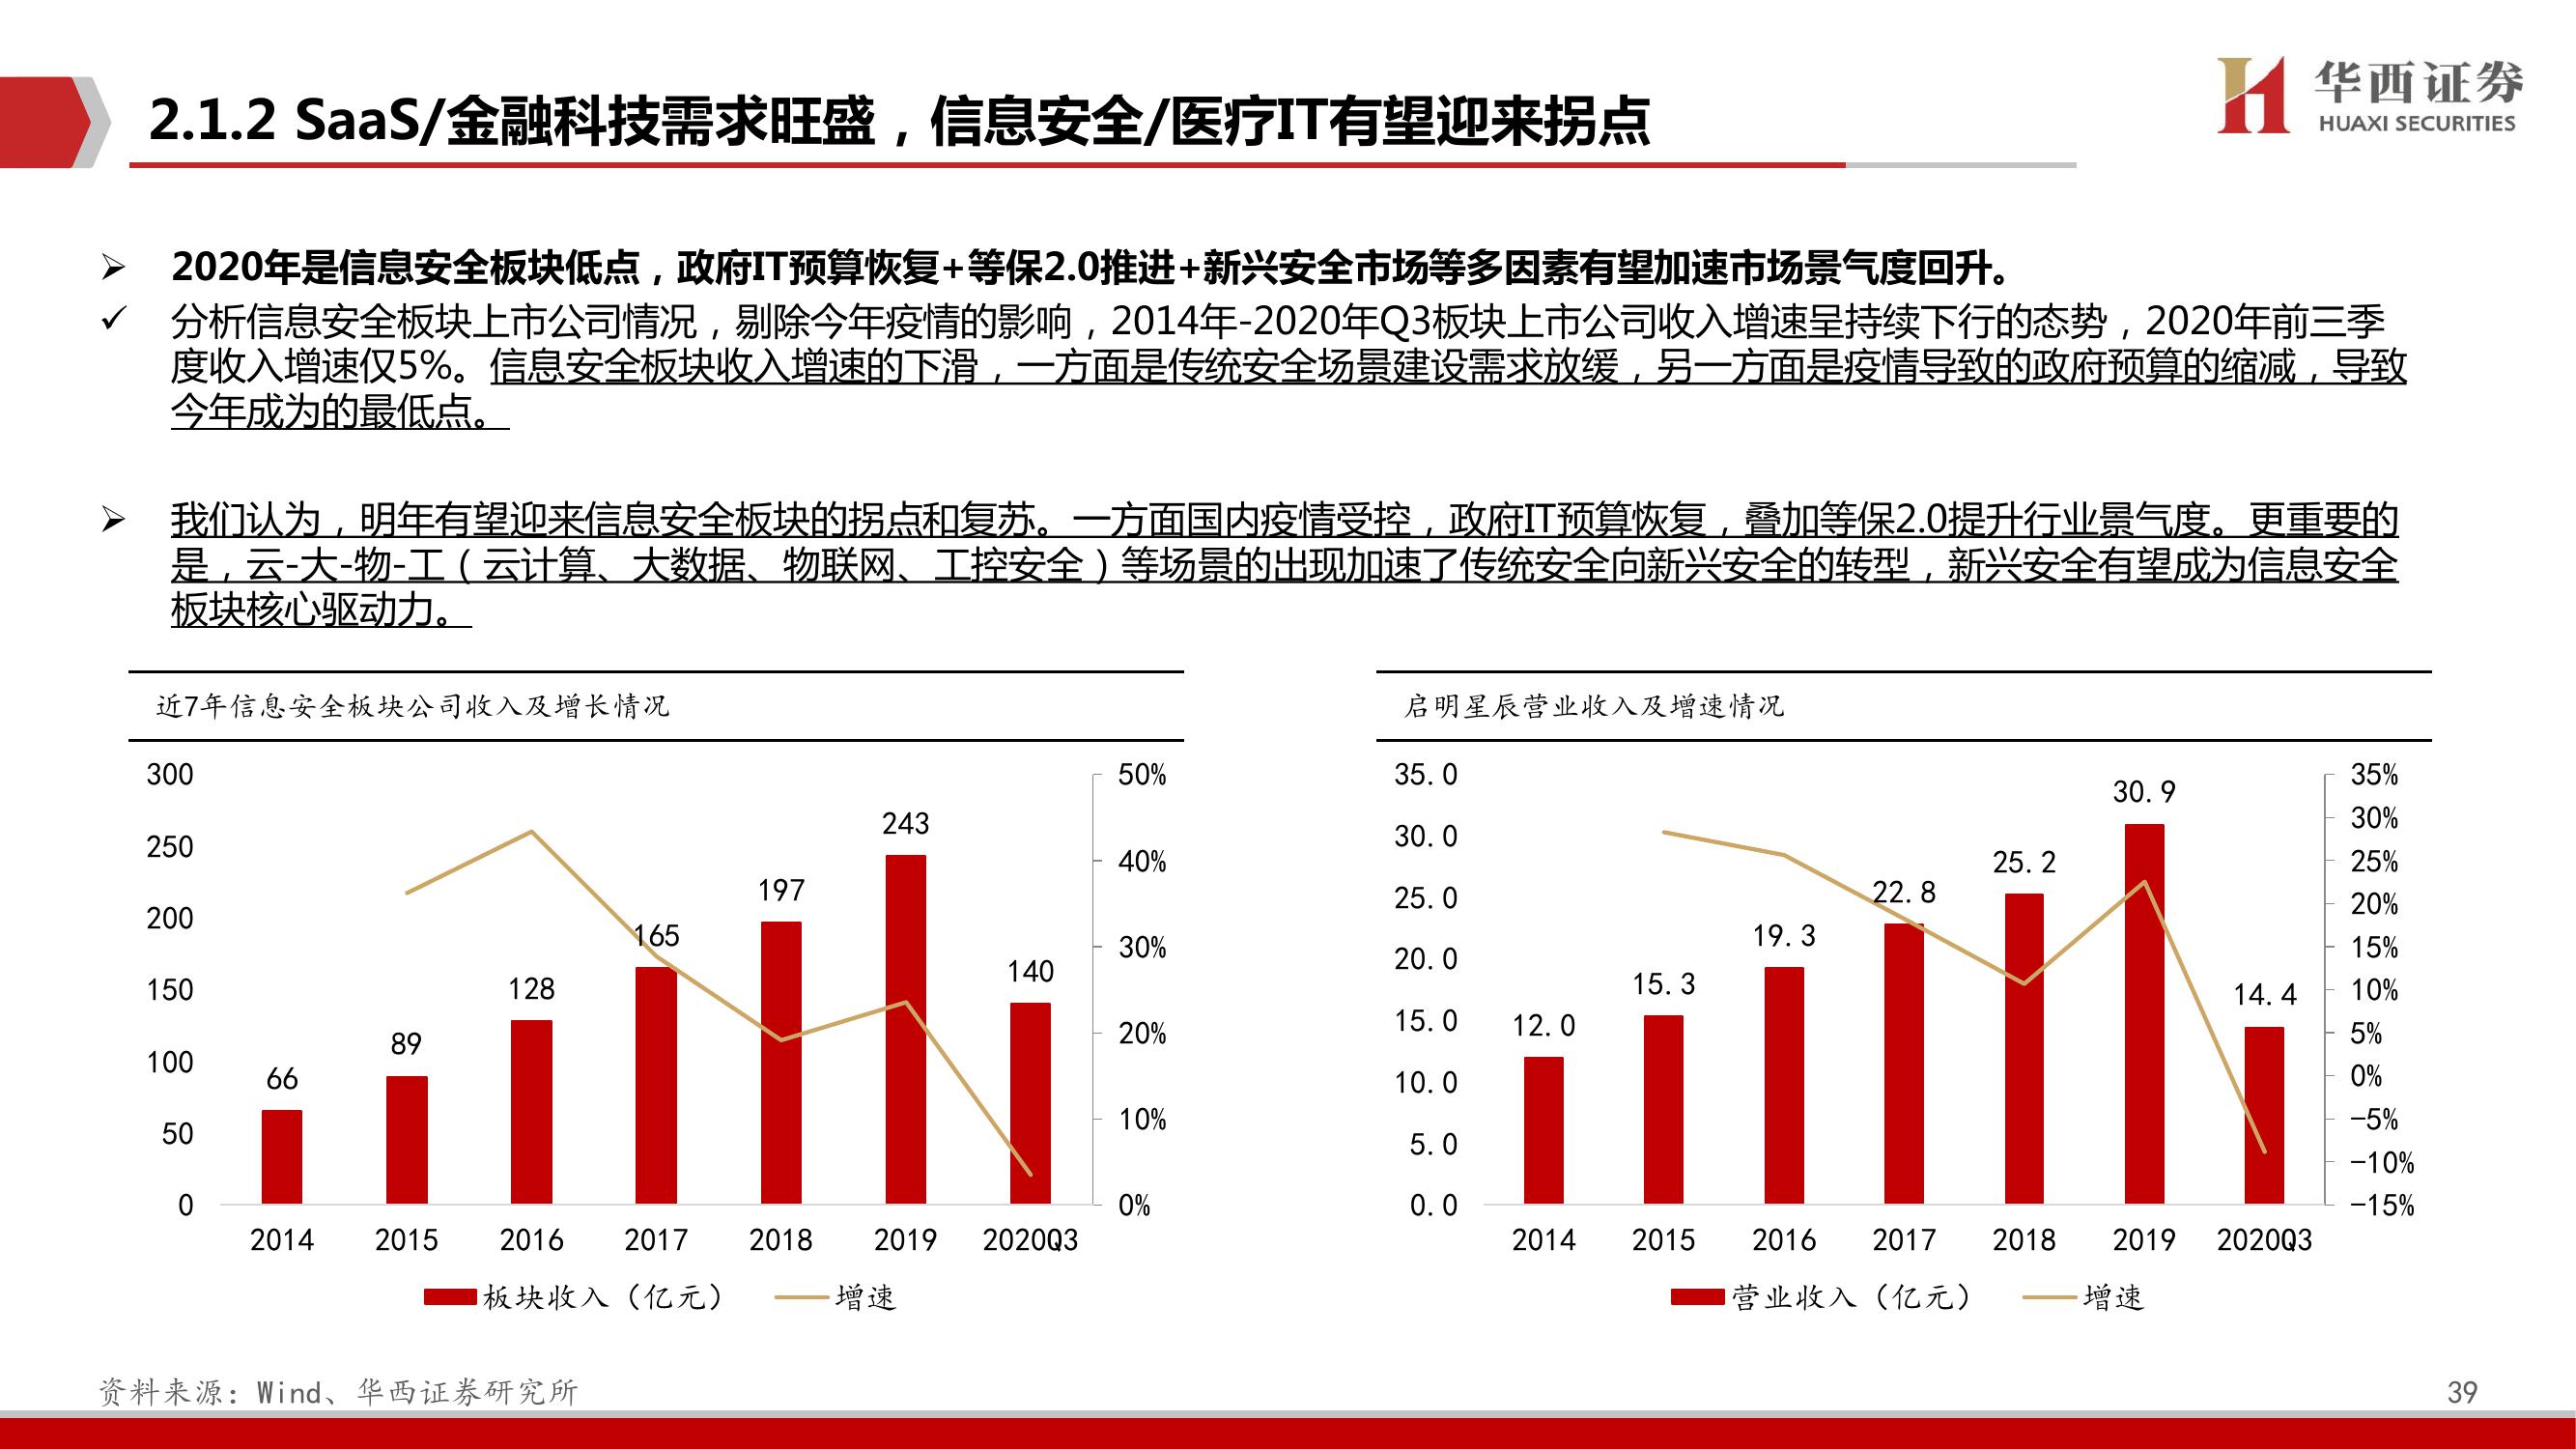 2.1.2 SaaS/金融科技需求旺盛，信息安全/医疗IT有望迎来拐点
华西证券
HUAXI SECURITIES
2020年是信息安全板块低点，政府IT预算恢复+等保2.0推进+新兴安全市场等多因素有望加速市场景气度回升。
分析信息安全板块上市公司情况，剔除今年疫情的影响，2014年-2020年Q3板块上市公司收入增速呈持续下行的态势，2020年前三季
度收入增速仅5%。信息安全板块收入增速的下滑，一方面是传统安全场景建设需求放缓，另一方面是疫情导致的政府预算的缩减，导致
今年成为的最低点。
我们认为，明年有望迎来信息安全板块的拐点和复苏。一方面国内疫情受控，政府IT预算恢复，叠加等保2.0提升行业景气度。更重要的
是，云-大-物-工（云计算、大数据、物联网、工控安全）等场景的出现加速了传统安全向新兴安全的转型，新兴安全有望成为信息安全
板块核心驱动力。
近7年信息安全板块公司收入及增长情况
300
250
200
150
100
50
0
66
89
128
165
197
243
140
50%
40%
30%
20%
10%
0%
2014 2015 2016 2017 2018 2019 2020Q3
板块收入（亿元） 增速
启明星辰营业收入及增速情况
35.0
30.0
25.0
20.0
15.0
10.0
5.0
0.0
12.0
15.3
19.3
22.8
25.2
30.9
14.4
35%
30%
25%
20%
15%
10%
5%
0%
-5%
-10%
-15%
2014 2015 2016 2017 2018 2019 2020Q3
营业收入（亿元） 增速
资料来源：Wind、华西证券研究所
39